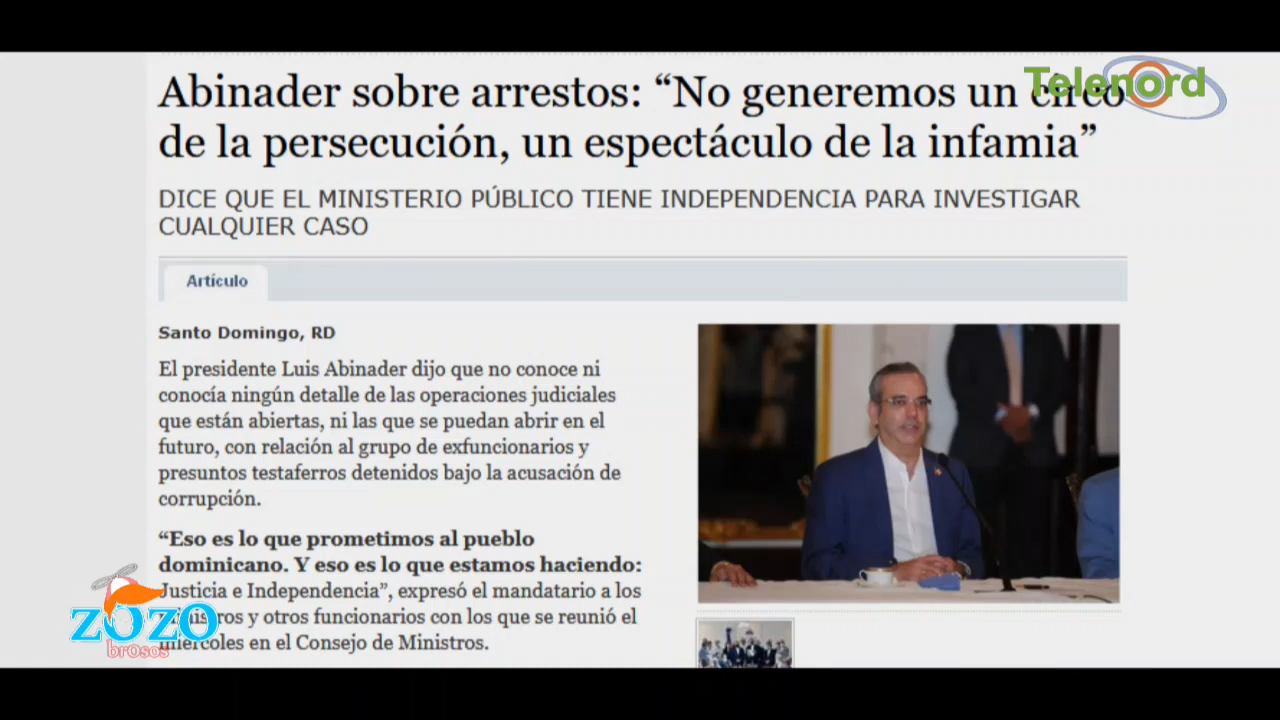 Telenord
Abinader sobre arrestos: “No generemos un circo
de la persecución, un espectáculo de la infamia”
DICE QUE EL MINISTERIO PÚBLICO TIENE INDEPENDENCIA PARA INVESTIGAR
CUALQUIER CASO
Artículo
Santo Domingo, RD
El presidente Luis Abinader dijo que no conoce ni
conocía ningún detalle de las operaciones judiciales
que están abiertas, ni las que se puedan abrir en el
futuro, con relación al grupo de exfuncionarios y
presuntos testaferros detenidos bajo la acusación de
corrupción.
“Eso es lo que prometimos al pueblo
dominicano. Y eso es lo que estamos haciendo:
Justicia e Independencia”, expresó el mandatario a los
ministros y otros funcionarios con los que se reunió el
miércoles en el Consejo de Ministros.
ZOZO
brOsos